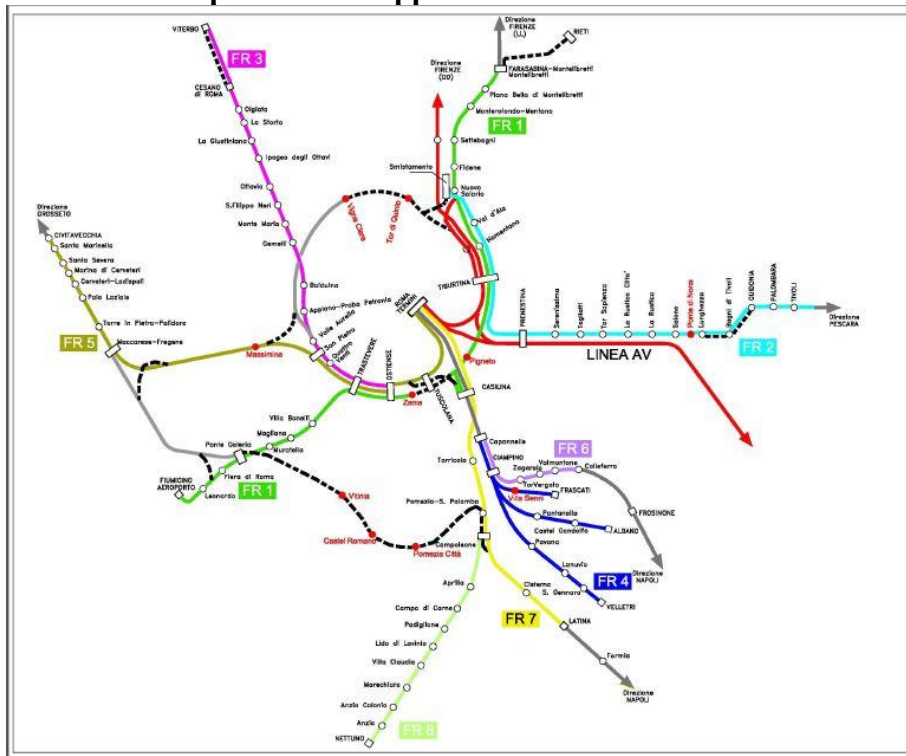 VITERBO
FR 3
CESANO
di ROMA
Olgiata
La Storta
La Giustiniana
Ipogeo degli Ottavi
Ottavia
S.Filippo Neri
Monte Mario
Gemelli
Balduina
Appiano-Proba Petronia
Valle Aurelia
San Pietro
Quattro
Venti
Direzione
FIRENZE
(LL)
RIETI
FARASABINA-Montelibretti
Montelibretti
Piana Bella di Montelibretti
Monterotondo-Mentana
FR 1
Direzione
FIRENZE
(DD)
Settebagni
Fidene
Smistamento
Nuovo
Salario
Val d'Ala
Nomentana
TIBURTINA
Vigna Clara
Tor di Quinto
ROMA
TERMINI
Direzione
GROSSETO
CIVITAVECCHIA
Santa Marinella
Santa Severa
Marina di Cerveteri
Cerveteri-Ladispoli
Palo Laziale
Torre in Pietra-Palidoro
FR 5
Maccarese-Fregene
Massimina
TRASTEVERE
OSTIENSE
Zama
TUSCOLANA
CASILINA
Pigneto
PRENESTINA
Serenissima
Togliatti
Tor Sapienza
La Rustica Citta'
La Rustica
Salone
Ponte di Nona
Lunghezza
Bagni di Tivoli
GUIDONIA
PALOMBARA
TIVOLI
Direzione
PESCARA
FR 2
LINEA AV
Villa Bonelli
Magliana
Muratella
Ponte Galeria
Fiera di Roma
FIUMICINO
AEROPORTO
Leonardo
FR 1
Vitinia
Castel Romano
Pomezia Città
Torricola
Pomezia-S. Palomba
Campoleone
Capannelle
CIAMPINO
FR 6
Zagarolo
Valmontone
Colleferro
FROSINONE
Direzione
NAPOLI
TorVergata
Villa Senni
FRASCATI
Pantanella
Castel Gandolfo
ALBANO
Pavona
Lanuvio
S. Gennaro
FR 4
VELLETRI
Cisterna
FR 7
LATINA
Formia
Direzione
NAPOLI
Aprilia
Campo di Carne
Padiglione
Lido di Lavinio
Villa Claudia
Marechiaro
Anzio Colonia
Anzio
NETTUNO
FR 8